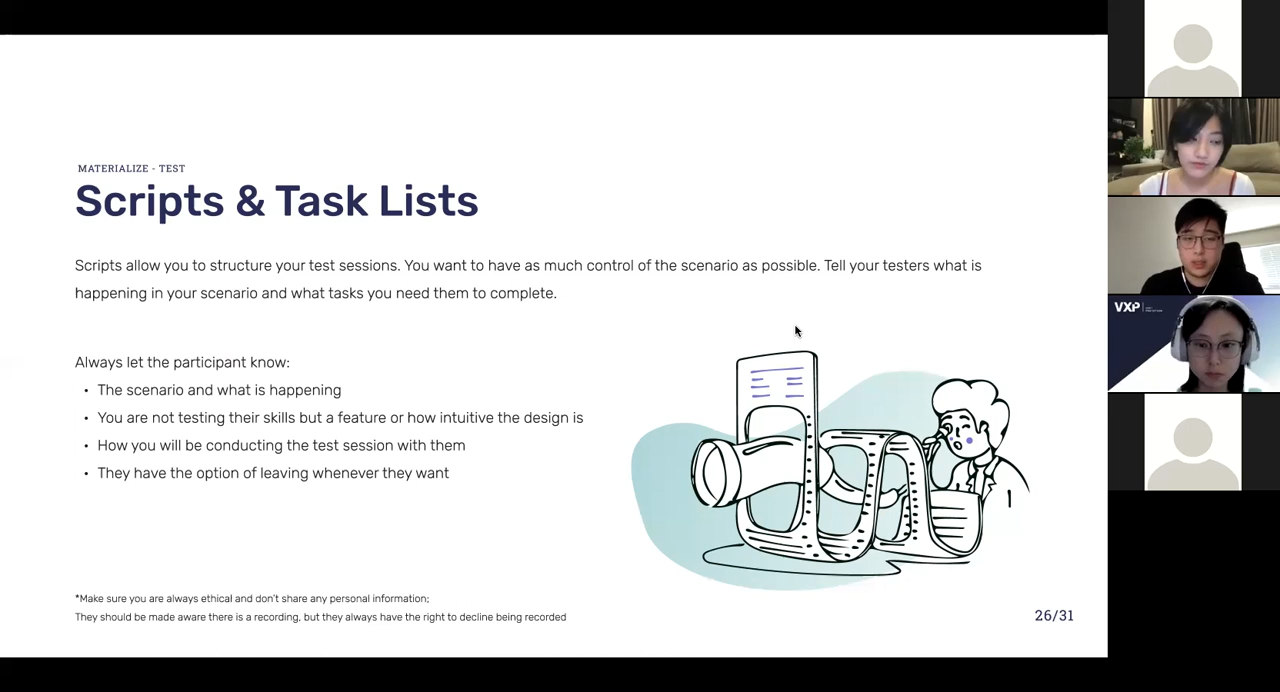 MATERIALIZE - TEST
Scripts & Task Lists
Scripts allow you to structure your test sessions. You want to have as much control of the scenario as possible. Tell your testers what is
happening in your scenario and what tasks you need them to complete.
Always let the participant know:
• The scenario and what is happening
• You are not testing their skills but a feature or how intuitive the design is
• How you will be conducting the test session with them
• They have the option of leaving whenever they want
*Make sure you are always ethical and don't share any personal information;
They should be made aware there is a recording, but they always have the right to decline being recorded
26/31
VXP